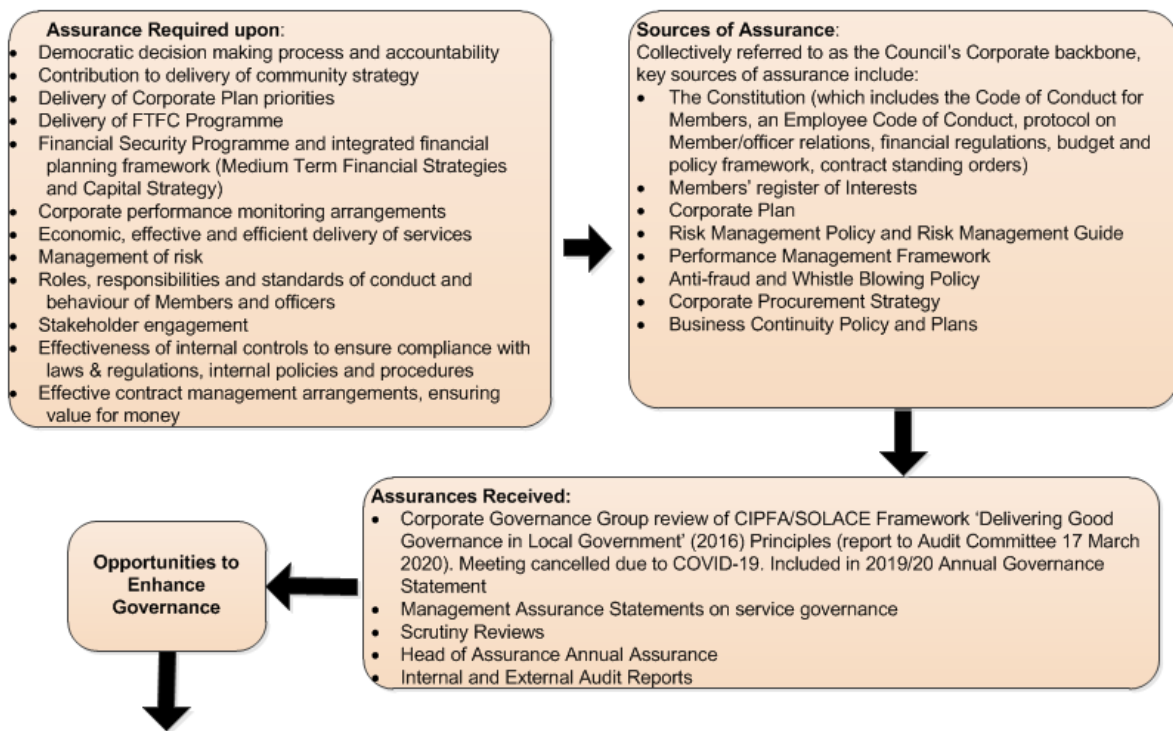 Assurance Required upon:
• Democratic decision making process and accountability
• Contribution to delivery of community strategy
• Delivery of Corporate Plan priorities
• Delivery of FTFC Programme
• Financial Security Programme and integrated financial
planning framework (Medium Term Financial Strategies
and Capital Strategy)
• Corporate performance monitoring arrangements
• Economic, effective and efficient delivery of services
• Management of risk
• Roles, responsibilities and standards of conduct and
behaviour of Members and officers
• Stakeholder engagement
• Effectiveness of internal controls to ensure compliance with
laws & regulations, internal policies and procedures
• Effective contract management arrangements, ensuring
value for money
Sources of Assurance:
Collectively referred to as the Council's Corporate backbone,
key sources of assurance include:
• The Constitution (which includes the Code of Conduct for
Members, an Employee Code of Conduct, protocol on
Member/officer relations, financial regulations, budget and
policy framework, contract standing orders)
• Members' register of Interests
• Corporate Plan
• Risk Management Policy and Risk Management Guide
• Performance Management Framework
• Anti-fraud and Whistle Blowing Policy
• Corporate Procurement Strategy
• Business Continuity Policy and Plans
Assurances Received:
• Corporate Governance Group review of CIPFA/SOLACE Framework 'Delivering Good
Governance in Local Government' (2016) Principles (report to Audit Committee 17 March
2020). Meeting cancelled due to COVID-19. Included in 2019/20 Annual Governance
Statement
• Management Assurance Statements on service governance
• Scrutiny Reviews
• Head of Assurance Annual Assurance
• Internal and External Audit Reports
Opportunities to
Enhance
Governance